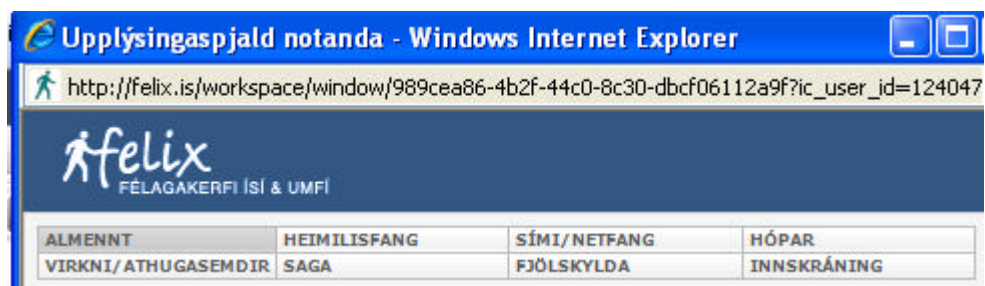 Upplýsingaspjald notanda - Windows Internet Explorer
http://felix.is/workspace/window/989cea86-4b2f-44c0-8c30-dbcf06112a9f?ic_user_id=124047
felix
FÉLAGAKERFI ÍSÍ & UMFÍ
ALMENNT HEIMILISFANG SÍMI/NETFANG HÓPAR
VIRKNI/ATHUGASEMDIR SAGA FJÖLSKYLDA INNSKRÁNING